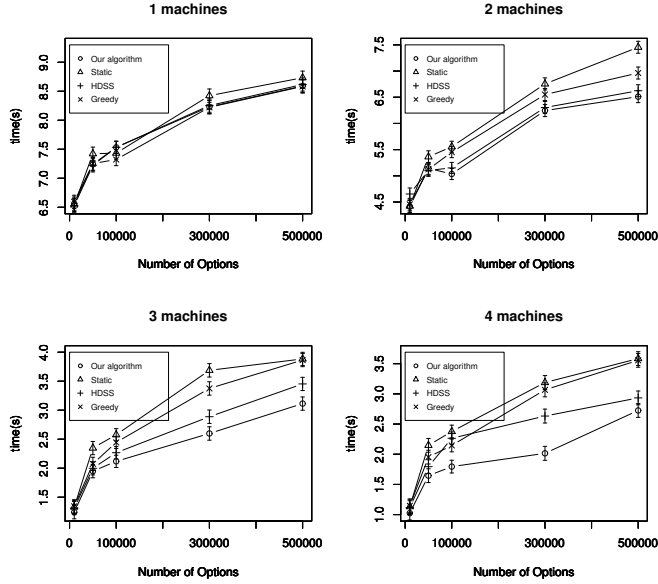 1 machines
time(s)
9.0
8.5
8.0
7.5
7.0
6.5
Our algorithm
Static
HDSS
Greedy
0 100000 300000 500000
Number of Options
2 machines
time(s)
7.5
6.5
5.5
4.5
Our algorithm
Static
HDSS
Greedy
0 100000 300000 500000
Number of Options
3 machines
time(s)
4.0
3.5
3.0
2.5
2.0
1.5
Our algorithm
Static
HDSS
Greedy
0 100000 300000 500000
Number of Options
4 machines
time(s)
3.5
3.0
2.5
2.0
1.5
1.0
Our algorithm
Static
HDSS
Greedy
0 100000 300000 500000
Number of Options